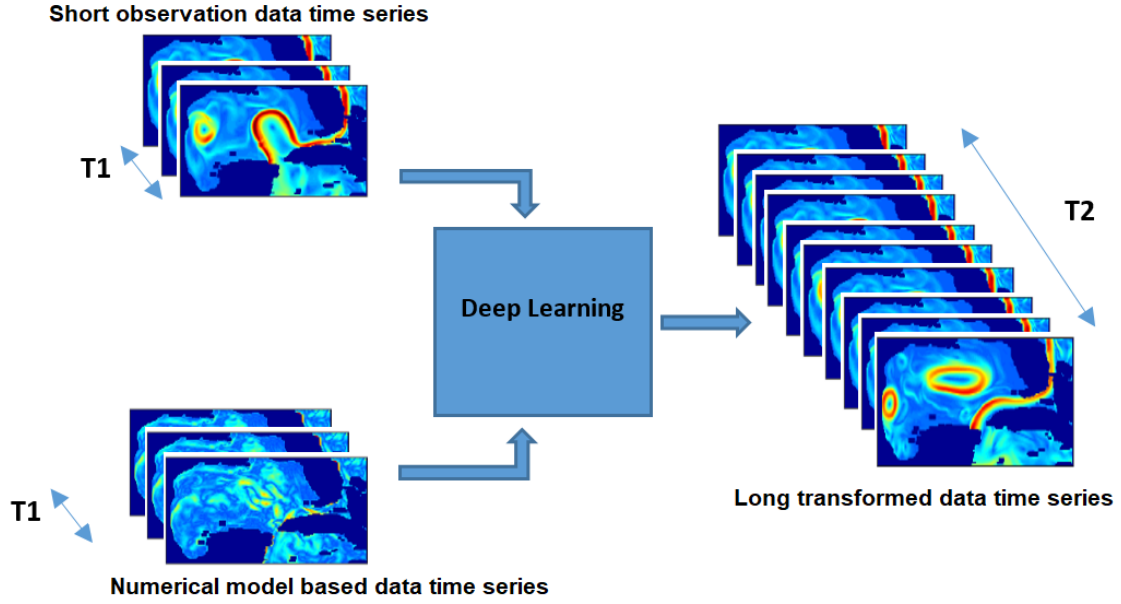 Short observation data time series
T1
T2
Deep Learning
Long transformed data time series
T1
Numerical model based data time series